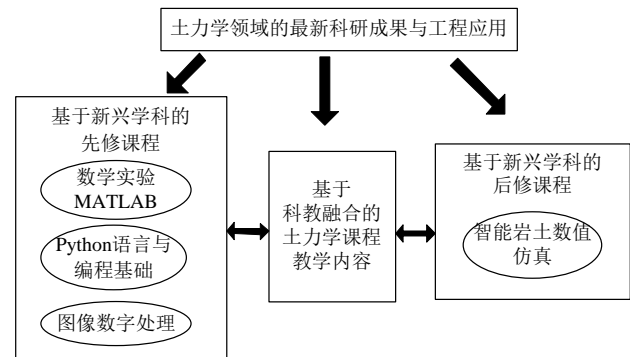 土力学领域的最新科研成果与工程应用
基于新兴学科的
先修课程
数学实验
MATLAB
Python语言与
编程基础
图像数字处理
基于
科教融合的
土力学课程
教学内容
基于新兴学科的
后修课程
智能岩土数值
仿真